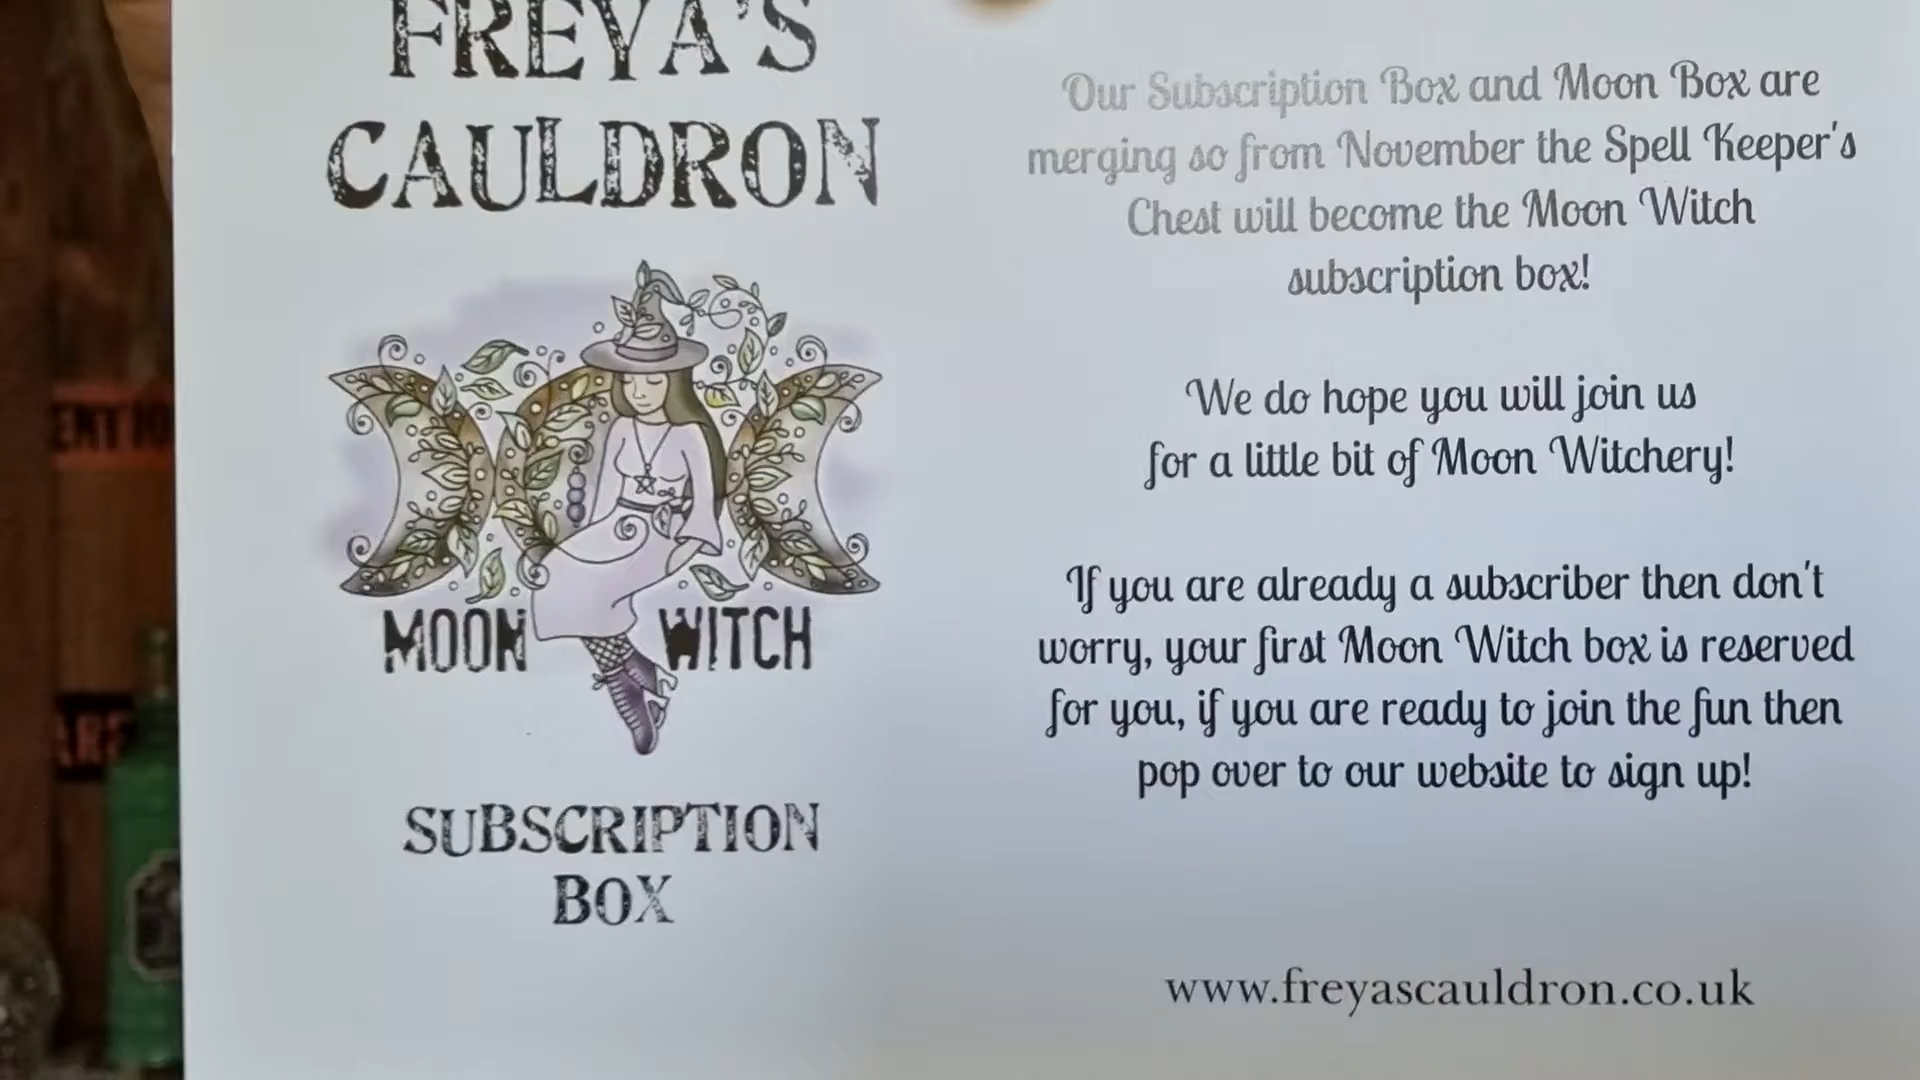 FREYA'S
CAULDRON
MOON WITCH
SUBSCRIPTION
BOX
Our Subscription Box and Moon Box are
merging so from November the Spell Keeper's
Chest will become the Moon Witch
subscription box!
We do hope you will join us
for a little bit of Moon Witchery!
If you are already a subscriber then don't
worry, your first Moon Witch box is reserved
for you, if you are ready to join the fun then
pop over to our website to sign up!
www.freyascauldron.co.uk